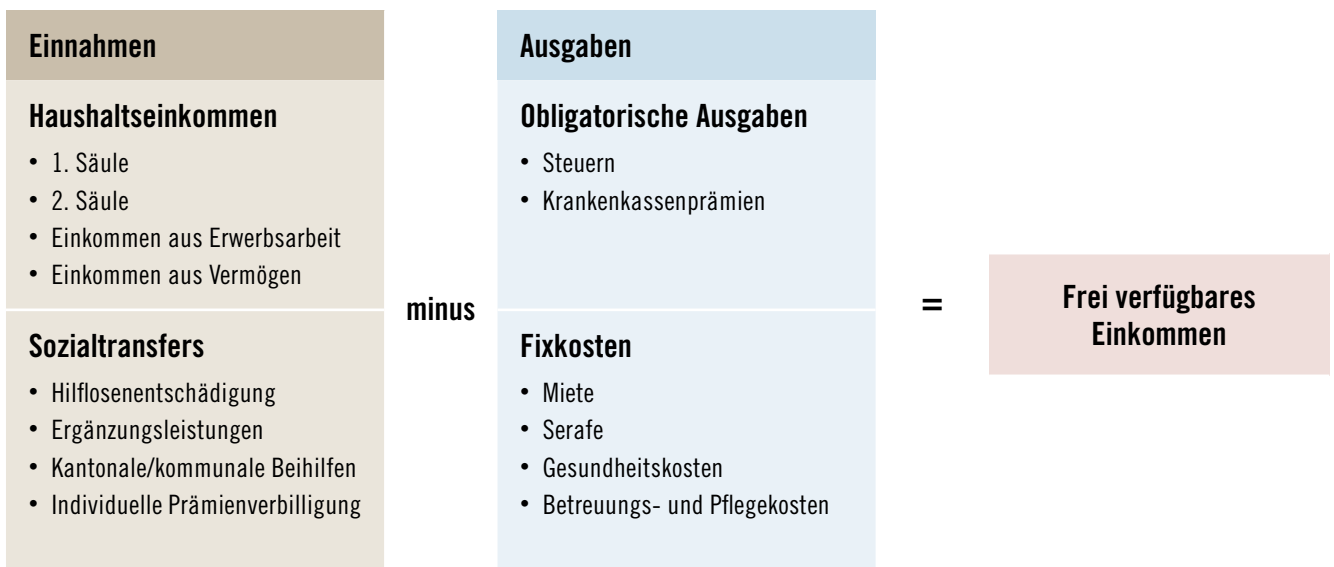 Einnahmen
Haushaltseinkommen
• 1. Säule
• 2. Säule
• Einkommen aus Erwerbsarbeit
• Einkommen aus Vermögen
Sozialtransfers
• Hilflosenentschädigung
• Ergänzungsleistungen
• Kantonale/kommunale Beihilfen
• Individuelle Prämienverbilligung
minus
Ausgaben
Obligatorische Ausgaben
• Steuern
• Krankenkassenprämien
Fixkosten
• Miete
• Serafe
• Gesundheitskosten
• Betreuungs- und Pflegekosten
=
Frei verfügbares
Einkommen